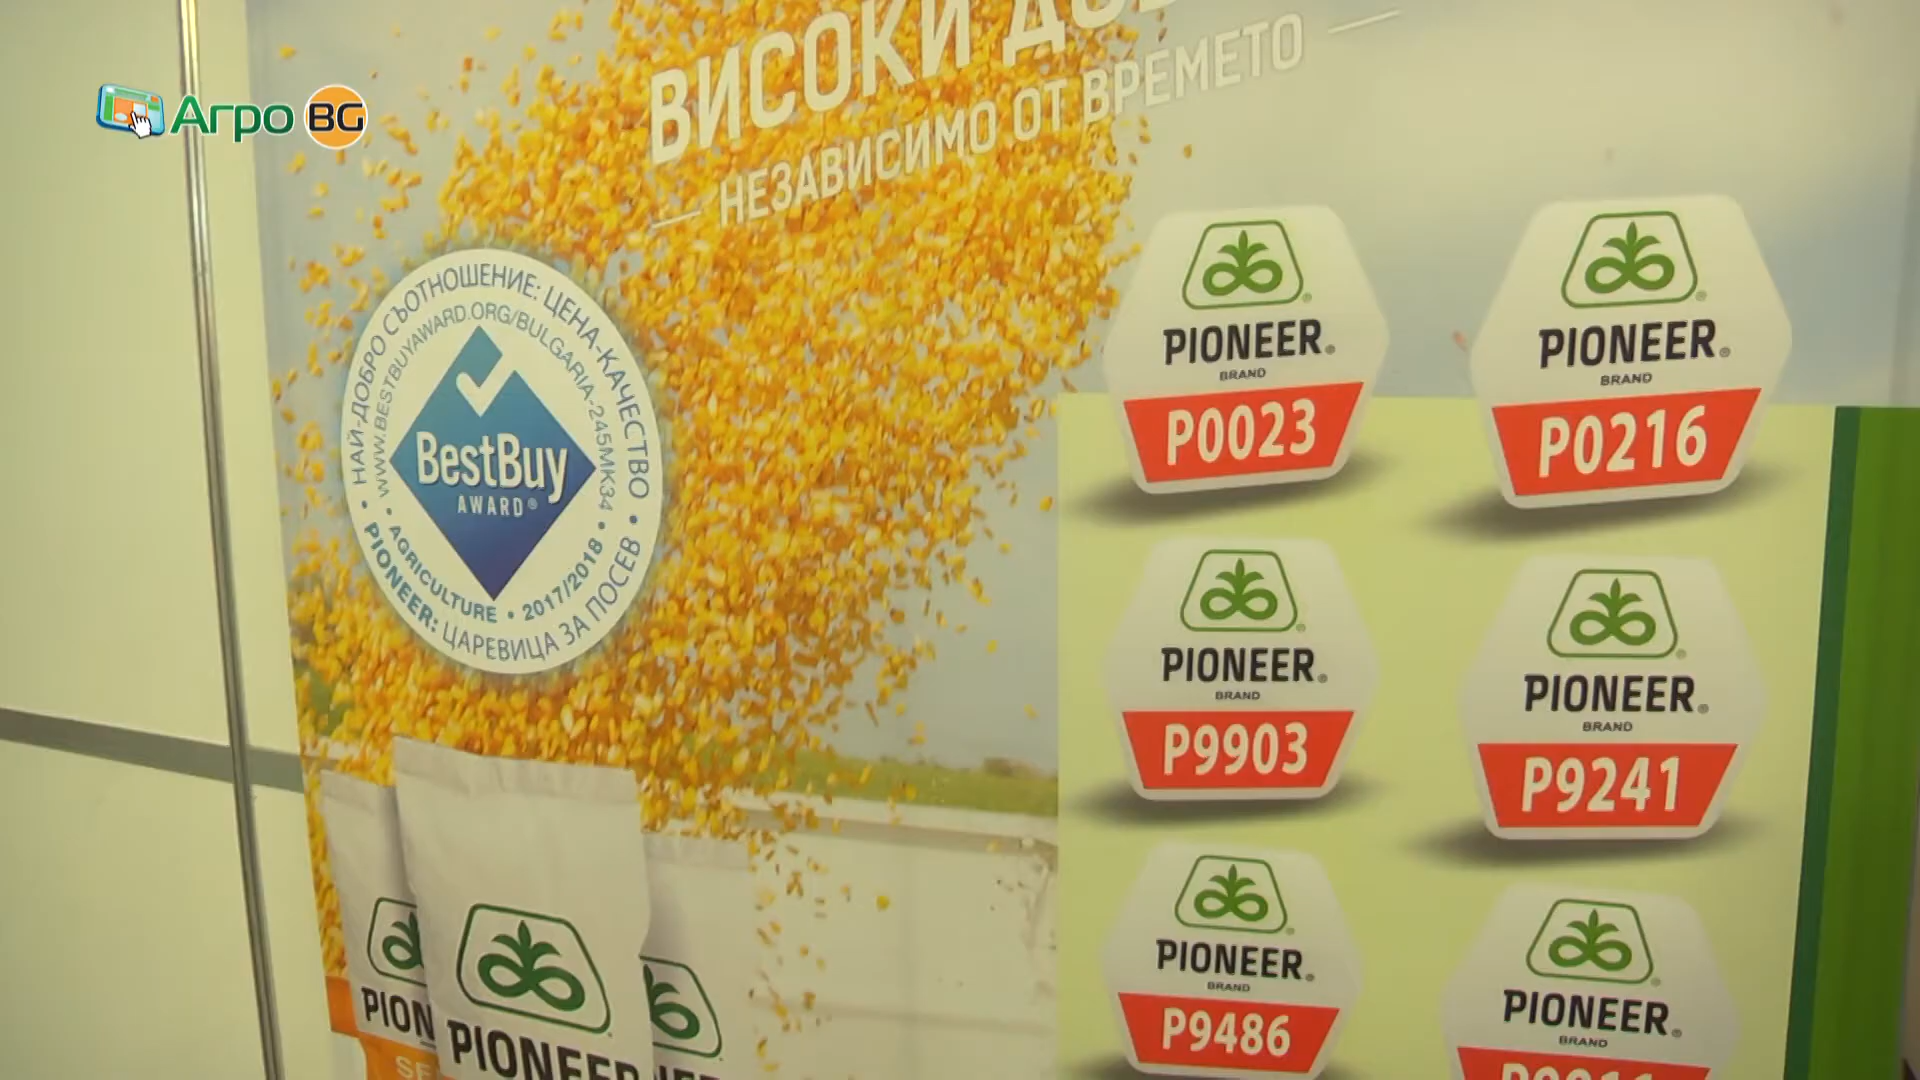 Агро BG
ВИСОКИ
НЕЗАВИСИМО ОТ ВРЕМЕТО
• НАЙ-ДОБРО СЪОТНОШЕНИЕ: ЦЕНА-КАЧЕСТВО •
WWW.BESTBUYAWARD.ORG/BULGARIA-245MK34
BestBuy
AWARD®
• AGRICULTURE • 2017/2018 •
PIONEER: ЦАРЕВИЦА ЗА ПОСЕВ
PIONEER®
BRAND
P0023
PIONEER®
BRAND
P0216
PIONEER®
BRAND
P9903
PIONEER®
BRAND
P9241
PIONEER®
BRAND
P9486
PIONEER®
BRAND
PIONEER